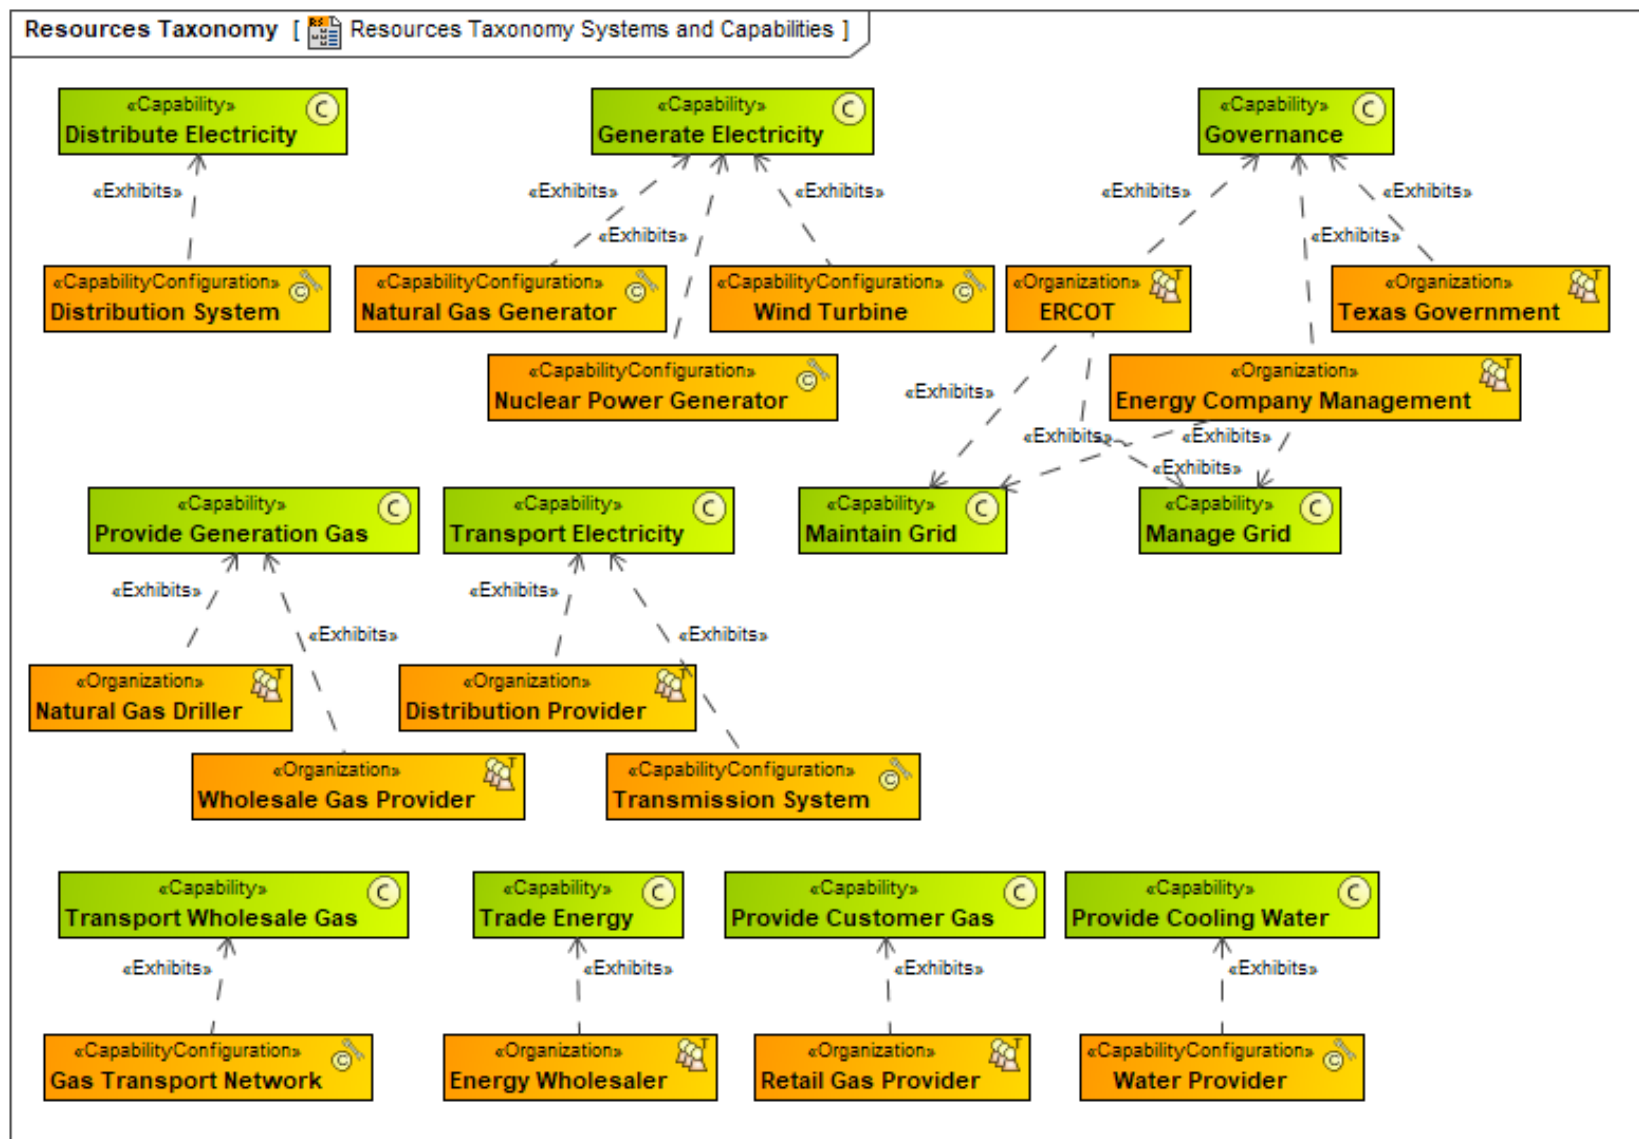 Resources Taxonomy [ Resources Taxonomy Systems and Capabilities ]
«Capability»
Distribute Electricity
«Capability»
Generate Electricity
«Capability»
Governance
«Exhibits»
«Exhibits»
«Exhibits»
«Exhibits»
«Exhibits»
«Exhibits»
«Exhibits»
«CapabilityConfiguration»
Distribution System
«CapabilityConfiguration»
Natural Gas Generator
«CapabilityConfiguration»
Wind Turbine
«Organization»
ERCOT
«Organization»
Texas Government
«CapabilityConfiguration»
Nuclear Power Generator
«Organization»
Energy Company Management
«Exhibits»
«Exhibits»
«Exhibits»
«Exhibits»
«Capability»
Provide Generation Gas
«Capability»
Transport Electricity
«Capability»
Maintain Grid
«Capability»
Manage Grid
«Exhibits»
«Exhibits»
«Exhibits»
«Exhibits»
«Organization»
Natural Gas Driller
«Organization»
Distribution Provider
«Organization»
Wholesale Gas Provider
«CapabilityConfiguration»
Transmission System
«Capability»
Transport Wholesale Gas
«Capability»
Trade Energy
«Capability»
Provide Customer Gas
«Capability»
Provide Cooling Water
«Exhibits»
«Exhibits»
«Exhibits»
«Exhibits»
«CapabilityConfiguration»
Gas Transport Network
«Organization»
Energy Wholesaler
«Organization»
Retail Gas Provider
«CapabilityConfiguration»
Water Provider